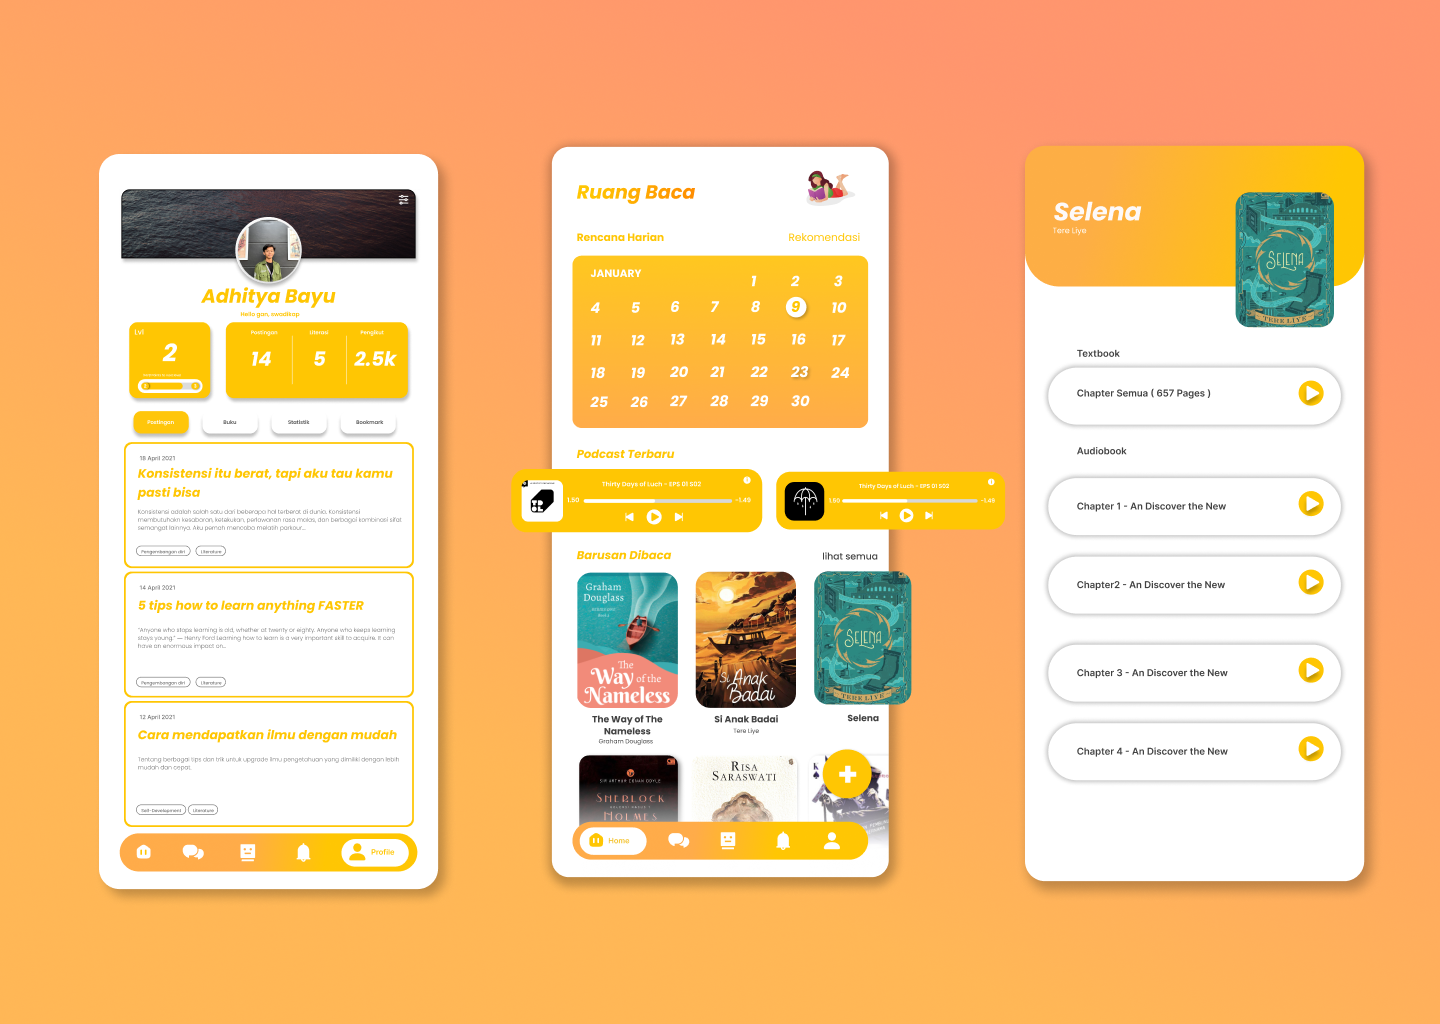 Adhitya Bayu
Hello gan, swadikap
Lvl
2
Postingan
Literasi
Pengikut
14
5
2.5k
Postingan
Buku
Statistik
Bookmark
18 April 2021
Konsistensi itu berat, tapi aku tau kamu
pasti bisa
Konsistensi adalah salah satu dari beberapa hal terberat di dunia. Konsistensi
membutuhkan kesabaran, ketekukan, perlawanan rasa malas, dan berbagai kombinasi sifat
semangat lainnya. Aku pernah mencoba melatih parkour...
Pengembangan diri
Literature
14 April 2021
5 tips how to learn anything FASTER
"Anyone who stops learning is old, whether at twenty or eighty. Anyone who keeps learning
stays young." — Henry Ford Learning how to learn is a very important skill to acquire. It can
have an enormous impact on...
Pengembangan diri
Literature
12 April 2021
Cara mendapatkan ilmu dengan mudah
Tentang berbagai tips dan trik untuk upgrade ilmu pengetahuan yang dimiliki dengan lebih
mudah dan cepat.
Self-Development
Literature
Profile
Ruang Baca
Rencana Harian
Rekomendasi
JANUARY
1 2 3
4 5 6 7 8 9 10
11 12 13 14 15 16 17
18 19 20 21 22 23 24
25 26 27 28 29 30
Podcast Terbaru
Thirty Days of Luch - EPS 01 S02
1.50
-1.49
Thirty Days of Luch - EPS 01 S02
1.50
-1.49
Barusan Dibaca
lihat semua
Graham
Douglass
The
Way of the
Nameless
Si Anak
Badai
SELENA
TERE LIYE
The Way of The
Nameless
Graham Douglass
Si Anak Badai
Tere Liye
Selena
SIR ARTHUR CONAN DOYLE
SHERLOCK
HOLMES
RISA
SARASWATI
Home
Selena
Tere Liye
SELENA
TERE LIYE
Textbook
Chapter Semua ( 657 Pages )
Audiobook
Chapter 1 - An Discover the New
Chapter2 - An Discover the New
Chapter 3 - An Discover the New
Chapter 4 - An Discover the New